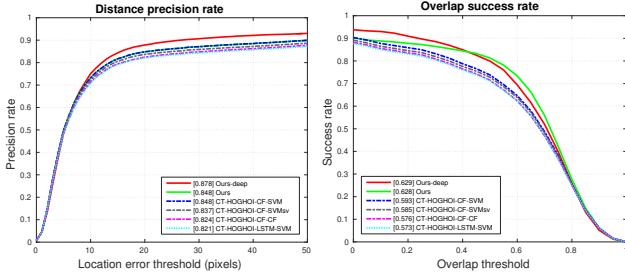 Distance precision rate
1
0.9
0.8
0.7
0.6
0.5
0.4
0.3
0.2
0.1
0
Precision rate
[0.878] Ours-deep
[0.848] Ours
[0.848] CT-HOGHOI-CF-SVM
[0.837] CT-HOGHOI-CF-SVMsv
[0.824] CT-HOGHOI-CF-CF
[0.821] CT-HOGHOI-LSTM-SVM
0 10 20 30 40 50
Location error threshold (pixels)
Overlap success rate
1
0.9
0.8
0.7
0.6
0.5
0.4
0.3
0.2
0.1
0
Success rate
[0.629] Ours-deep
[0.628] Ours
[0.593] CT-HOGHOI-CF-SVM
[0.585] CT-HOGHOI-CF-SVMsv
[0.576] CT-HOGHOI-CF-CF
[0.573] CT-HOGHOI-LSTM-SVM
0 0.2 0.4 0.6 0.8
Overlap threshold